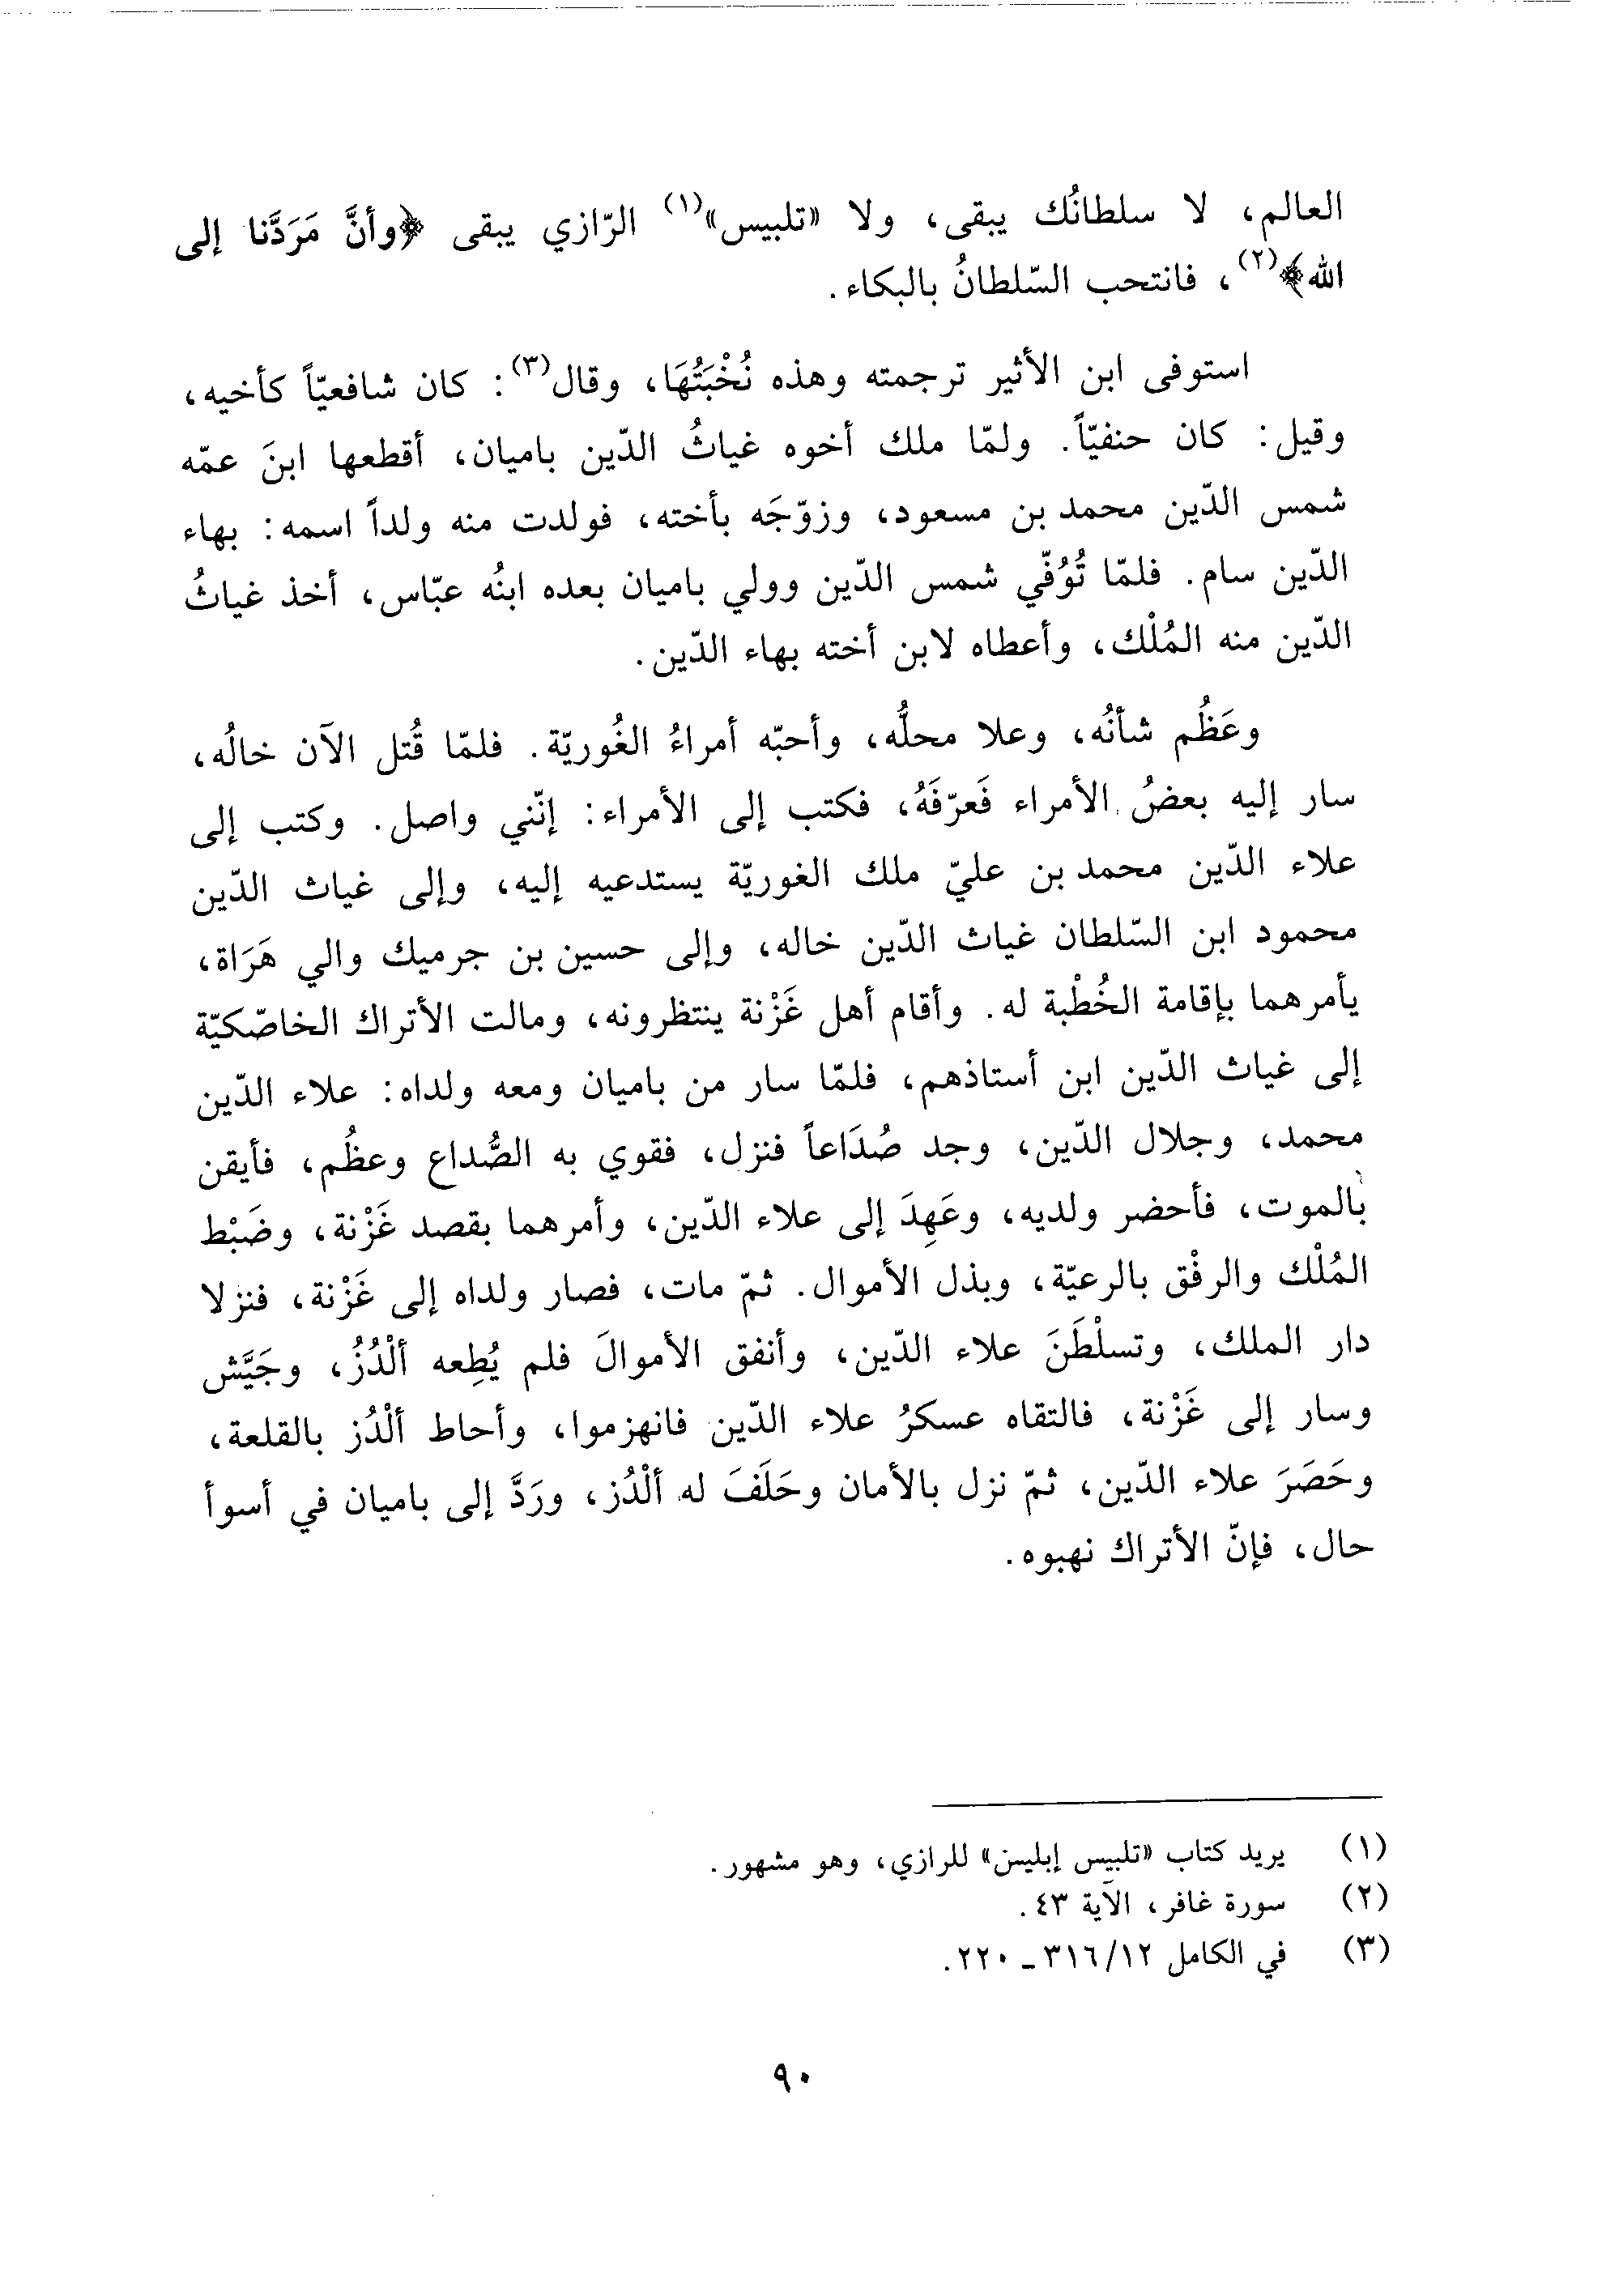 العالم، لا سلطانُك يبقى، ولا «تلبيس»(١) الرّازي يبقى ﴿وأنَّ مَرَدَّنا إلى
الله﴾(٢)، فانتحب السّلطانُ بالبكاء.
استوفى ابن الأثير ترجمته وهذه نُخْبَتُهَا، وقال(٣): كان شافعيّاً كأخيه،
وقيل: كان حنفيّاً. ولمّا ملك أخوه غياثُ الدّين باميان، أقطعها ابنَ عمّه
شمس الدّين محمد بن مسعود، وزوّجَه بأخته، فولدت منه ولداً اسمه: بهاء
الدّين سام. فلمّا تُوُفّي شمس الدّين وولي باميان بعده ابنُه عبّاس، أخذ غياثُ
الدّين منه المُلْك، وأعطاه لابن أخته بهاء الدّين.
وعَظُم شأنُه، وعلا محلُّه، وأحبّه أمراءُ الغُوريّة. فلمّا قُتل الآن خالُه،
سار إليه بعضُ الأمراء فَعرّفَهُ، فكتب إلى الأمراء: إنّني واصل. وكتب إلى
علاء الدّين محمد بن عليّ ملك الغوريّة يستدعيه إليه، وإلى غياث الدّين
محمود ابن السّلطان غياث الدّين خاله، وإلى حسين بن جرميك والي هَرَاة،
يأمرهما بإقامة الخُطْبة له. وأقام أهل غَزْنة ينتظرونه، ومالت الأتراك الخاصّكيّة
إلى غياث الدّين ابن أستاذهم، فلمّا سار من باميان ومعه ولداه: علاء الدّين
محمد، وجلال الدّين، وجد صُدَاعاً فنزل، فقوي به الصُّداع وعظُم، فأيقن
بالموت، فأحضر ولديه، وعَهِدَ إلى علاء الدّين، وأمرهما بقصد غَزْنة، وضَبْط
المُلْك والرفْق بالرعيّة، وبذل الأموال. ثمّ مات، فصار ولداه إلى غَزْنة، فنزلا
دار الملك، وتسلْطَنَ علاء الدّين، وأنفق الأموالَ فلم يُطِعه ألْدُزُ، وجَيَّش
وسار إلى غَزْنة، فالتقاه عسكرُ علاء الدّين فانهزموا، وأحاط ألْدُز بالقلعة،
وحَصَرَ علاء الدّين، ثمّ نزل بالأمان وحَلَفَ له ألْدُز، ورَدَّ إلى باميان في أسوأ
حال، فإنّ الأتراك نهبوه.
(١) يريد كتاب «تلبيس إبليسن» للرازي، وهو مشهور.
(٢) سورة غافر، الآية ٤٣.
(٣) في الكامل ٣١٦/١٢ ـ ٢٢٠.
٩٠